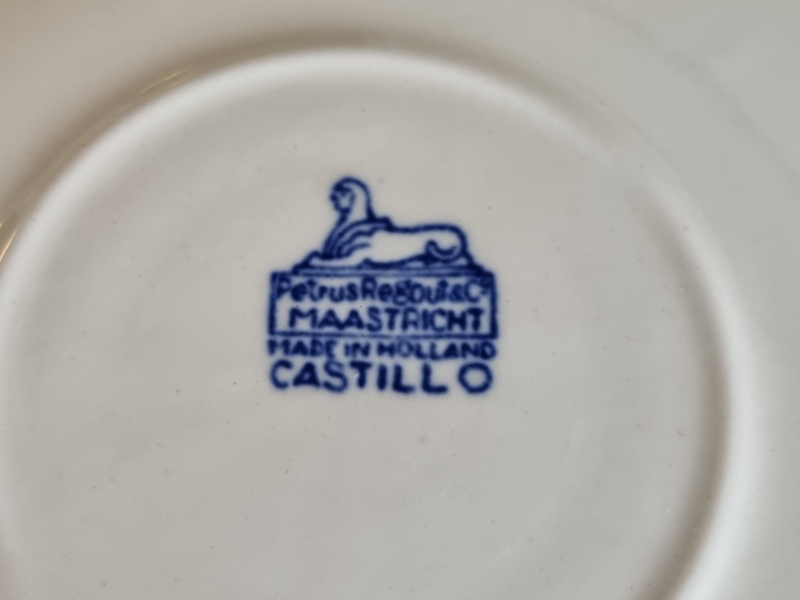 Petrus Regout & Co
MAASTRICHT
MADE IN HOLLAND
CASTILLO